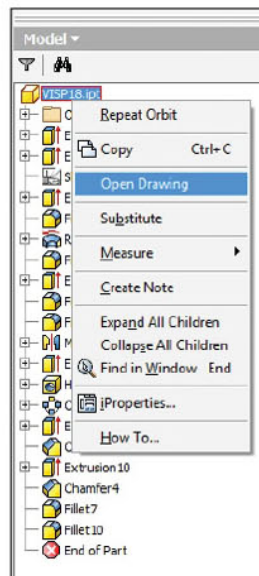 Model
VISP18.ipt
Repeat Orbit
Copy Ctrl+C
Open Drawing
Substitute
Measure
Create Note
Expand All Children
Collapse All Children
Find in Window End
iProperties...
How To...
Extrusion10
Chamfer4
Fillet7
Fillet10
End of Part